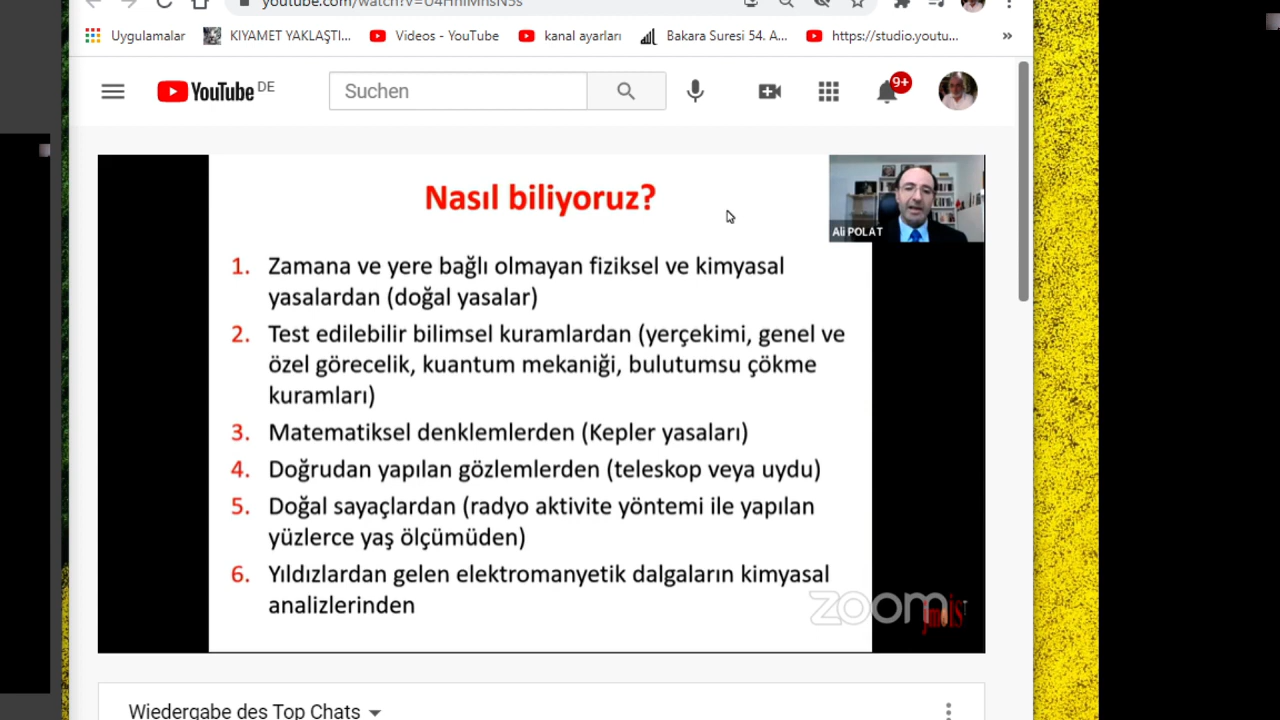 youtube.com/watch?v=
Uygulamalar KIYAMET YAKLAŞTI... Videos - YouTube kanal ayarları Bakara Suresi 54. A... https://studio.youtu... »
YouTube DE Suchen 9+
Nasıl biliyoruz?
Ali POLAT
1. Zamana ve yere bağlı olmayan fiziksel ve kimyasal
yasalardan (doğal yasalar)
2. Test edilebilir bilimsel kuramlardan (yerçekimi, genel ve
özel görecelik, kuantum mekaniği, bulutumsu çökme
kuramları)
3. Matematiksel denklemlerden (Kepler yasaları)
4. Doğrudan yapılan gözlemlerden (teleskop veya uydu)
5. Doğal sayaçlardan (radyo aktivite yöntemi ile yapılan
yüzlerce yaş ölçümüden)
6. Yıldızlardan gelen elektromanyetik dalgaların kimyasal
analizlerinden
zoom
Wiedergabe des Top Chats